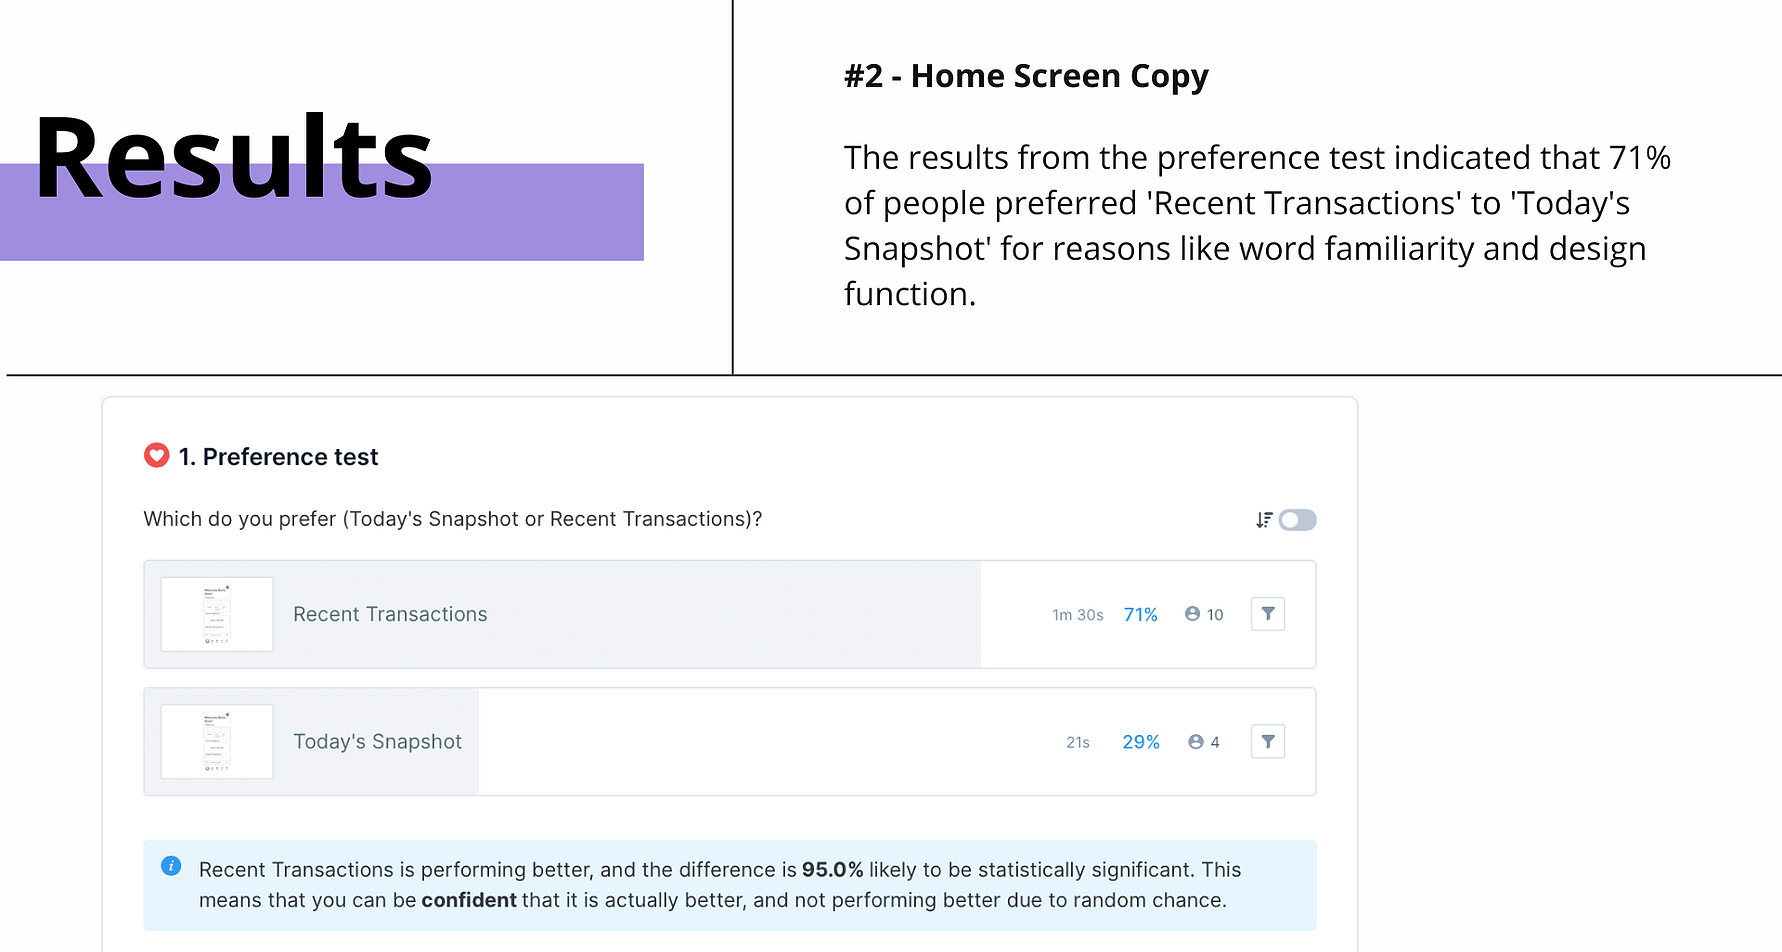 Results
#2 - Home Screen Copy
The results from the preference test indicated that 71%
of people preferred 'Recent Transactions' to 'Today's
Snapshot' for reasons like word familiarity and design
function.
1. Preference test
Which do you prefer (Today's Snapshot or Recent Transactions)?
Recent Transactions
1m 30s 71% 10
Today's Snapshot
21s 29% 4
Recent Transactions is performing better, and the difference is 95.0% likely to be statistically significant. This
means that you can be confident that it is actually better, and not performing better due to random chance.